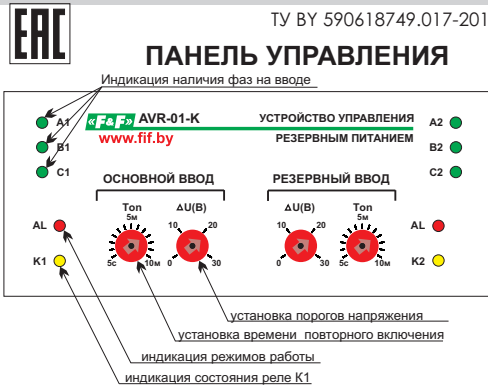 EAC
ТУ BY 590618749.017-201
ПАНЕЛЬ УПРАВЛЕНИЯ
Индикация наличия фаз на вводе
A1 «F&F» AVR-01-K УСТРОЙСТВО УПРАВЛЕНИЯ A2
B1 www.fif.by РЕЗЕРВНЫМ ПИТАНИЕМ B2
C1 C2
ОСНОВНОЙ ВВОД РЕЗЕРВНЫЙ ВВОД
Ton ΔU(B) ΔU(B) Ton
5м 10 20 10 20 5м
AL AL
K1 5с 10м 0 30 0 30 5с 10м K2
установка порогов напряжения
установка времени повторного включения
индикация режимов работы
индикация состояния реле К1